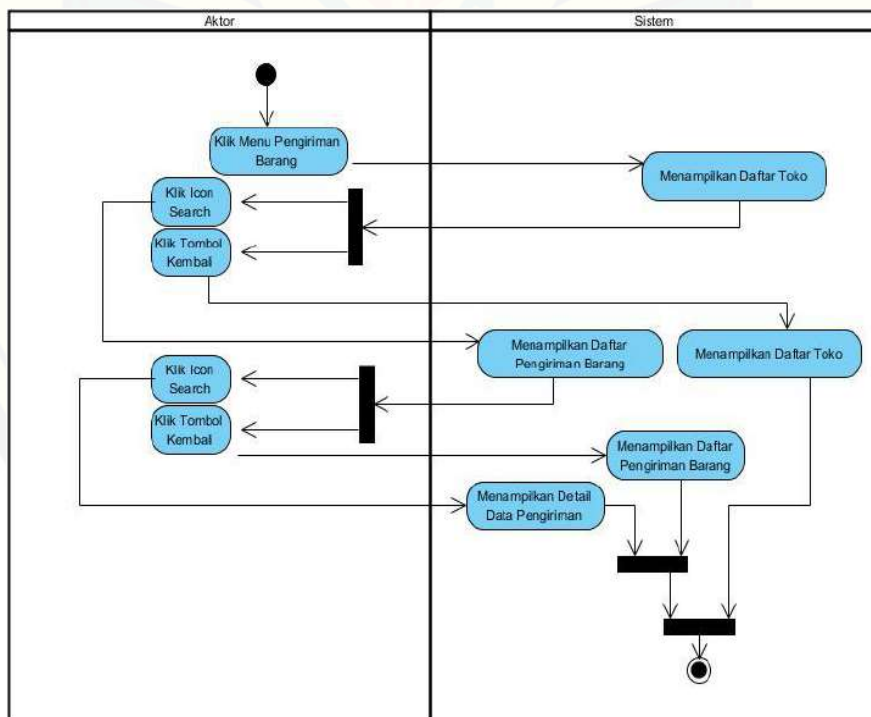 Aktor
Sistem
Klik Menu Pengiriman
Barang
Menampilkan Daftar Toko
Klik Icon
Search
Klik Tombol
Kembali
Menampilkan Daftar
Pengiriman Barang
Menampilkan Daftar Toko
Klik Icon
Search
Klik Tombol
Kembali
Menampilkan Daftar
Pengiriman Barang
Menampilkan Detail
Data Pengiriman